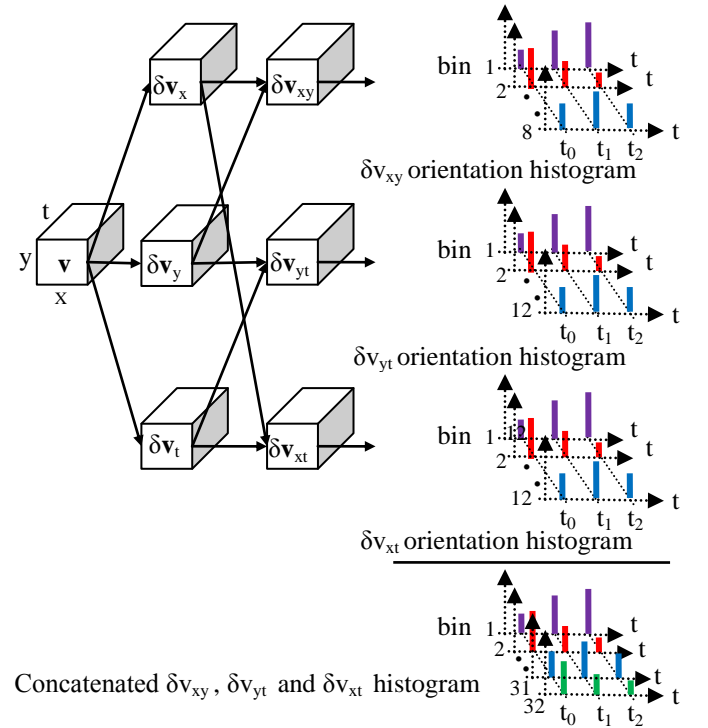 δv_x
δv_xy
bin 1
2
8
t
t
t
t_0 t_1 t_2
δv_xy orientation histogram
t
y
v
x
δv_y
δv_yt
1
2
12
t
t
t
t_0 t_1 t_2
δv_yt orientation histogram
δv_t
δv_xt
1
12
2
12
t
t
t
t_0 t_1 t_2
δv_xt orientation histogram
bin 1
2
31
32
t
t
t
t
t_0 t_1 t_2
Concatenated δv_xy , δv_yt and δv_xt histogram